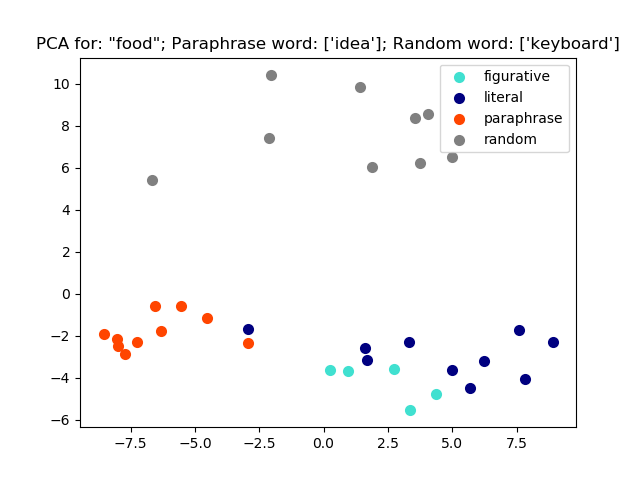 PCA for: "food"; Paraphrase word: ['idea']; Random word: ['keyboard']
figurative
literal
paraphrase
random
10
8
6
4
2
0
−2
−4
−6
−7.5 −5.0 −2.5 0.0 2.5 5.0 7.5